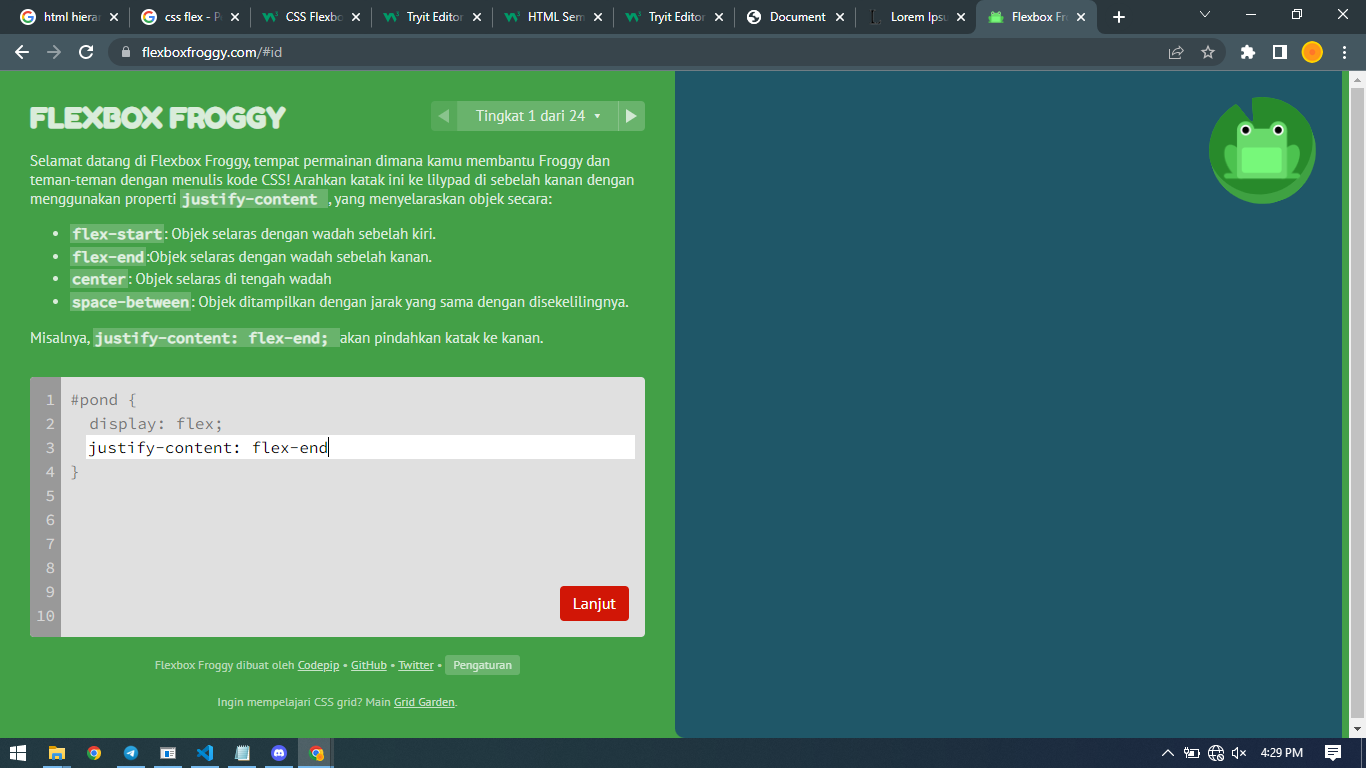 html hiera
css flex - P
CSS Flexbo
Tryit Editor
HTML Sem
Tryit Editor
Document
Lorem Ipsu
Flexbox Fr
flexboxfroggy.com/#id
FLEXBOX FROGGY
Tingkat 1 dari 24
Selamat datang di Flexbox Froggy, tempat permainan dimana kamu membantu Froggy dan
teman-teman dengan menulis kode CSS! Arahkan katak ini ke lilypad di sebelah kanan dengan
menggunakan properti justify-content , yang menyelaraskan objek secara:
• flex-start: Objek selaras dengan wadah sebelah kiri.
• flex-end:Objek selaras dengan wadah sebelah kanan.
• center: Objek selaras di tengah wadah
• space-between: Objek ditampilkan dengan jarak yang sama dengan disekelilingnya.
Misalnya, justify-content: flex-end; akan pindahkan katak ke kanan.
1 #pond {
2 display: flex;
3 justify-content: flex-end
4 }
5
6
7
8
9
10
Lanjut
Flexbox Froggy dibuat oleh Codepip • GitHub • Twitter • Pengaturan
Ingin mempelajari CSS grid? Main Grid Garden.
4:29 PM